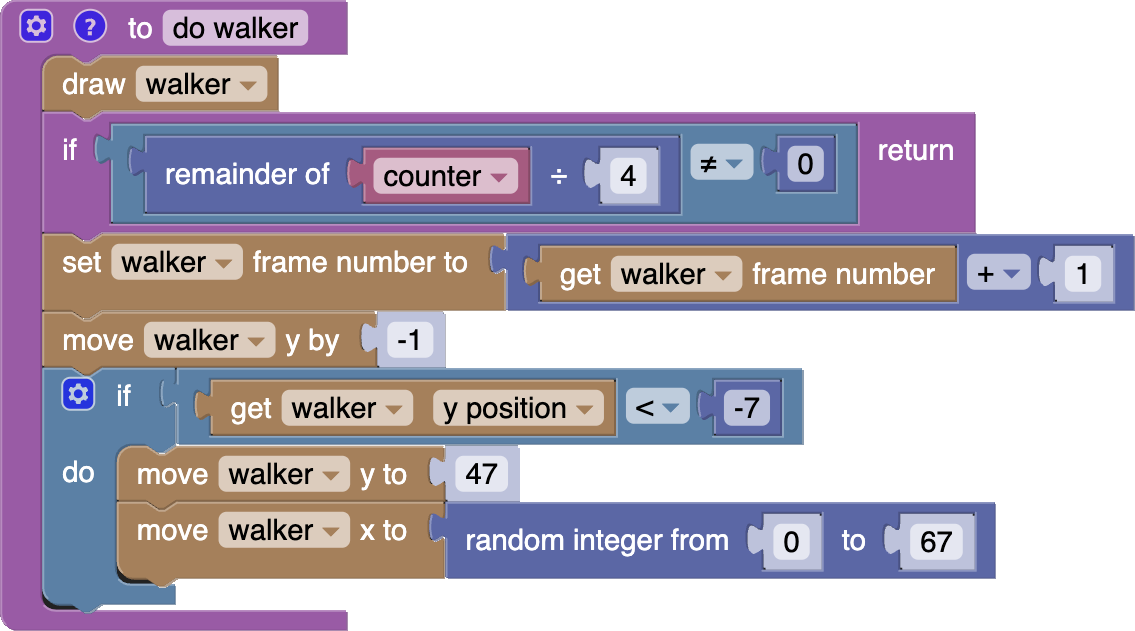 ? to do walker
draw walker
if remainder of counter ÷ 4 ≠ 0 return
set walker frame number to get walker frame number + 1
move walker y by -1
if get walker y position < -7
do move walker y to 47
move walker x to random integer from 0 to 67